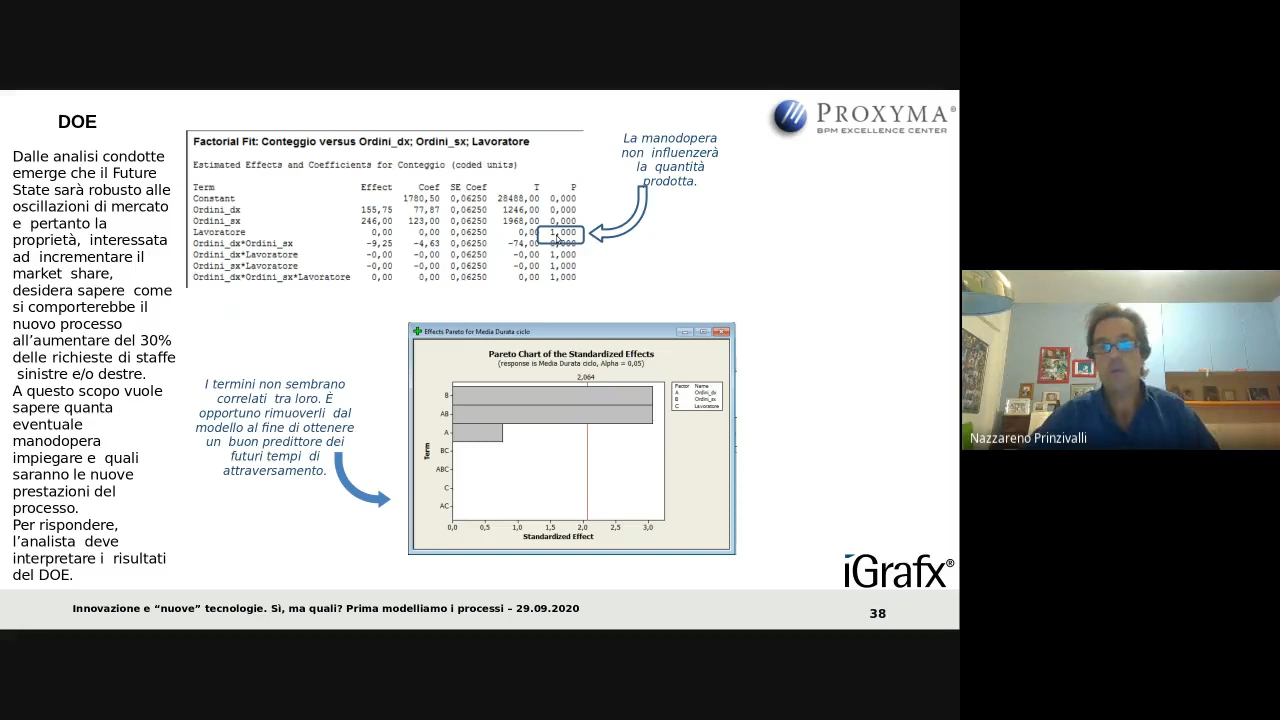 DOE
PROXYMA®
BPM EXCELLENCE CENTER
Dalle analisi condotte
emerge che il Future
State sarà robusto alle
oscillazioni di mercato
e pertanto la
proprietà, interessata
ad incrementare il
market share,
desidera sapere come
si comporterebbe il
nuovo processo
all’aumentare del 30%
delle richieste di staffe
sinistre e/o destre.
A questo scopo vuole
sapere quanta
eventuale
manodopera
impiegare e quali
saranno le nuove
prestazioni del
processo.
Per rispondere,
l’analista deve
interpretare i risultati
del DOE.
Factorial Fit: Conteggio versus Ordini_dx; Ordini_sx; Lavoratore
Estimated Effects and Coefficients for Conteggio (coded units)
Term Effect Coef SE Coef T P
Constant 1780,50 0,06250 28488,00 0,000
Ordini_dx 155,75 77,87 0,06250 1246,00 0,000
Ordini_sx 246,00 123,00 0,06250 1968,00 0,000
Lavoratore 0,00 0,00 0,06250 0,00 1,000
Ordini_dx*Ordini_sx -9,25 -4,63 0,06250 -74,00
Ordini_dx*Lavoratore -0,00 -0,00 0,06250 -0,00 1,000
Ordini_sx*Lavoratore -0,00 -0,00 0,06250 -0,00 1,000
Ordini_dx*Ordini_sx*Lavoratore 0,00 0,00 0,06250 0,00 1,000
La manodopera
non influenzerà
la quantità
prodotta.
I termini non sembrano
correlati tra loro. È
opportuno rimuoverli dal
modello al fine di ottenere
un buon predittore dei
futuri tempi di
attraversamento.
Effects Pareto for Media Durata ciclo
Pareto Chart of the Standardized Effects
(response is Media Durata ciclo, Alpha = 0,05)
2,064
Factor Name
A Ordini_dx
B Ordini_sx
C Lavoratore
Term
B
AB
A
BC
ABC
C
AC
0,0 0,5 1,0 1,5 2,0 2,5 3,0
Standardized Effect
iGrafx®
Innovazione e “nuove” tecnologie. Sì, ma quali? Prima modelliamo i processi – 29.09.2020
38
Nazzareno Prinzivalli